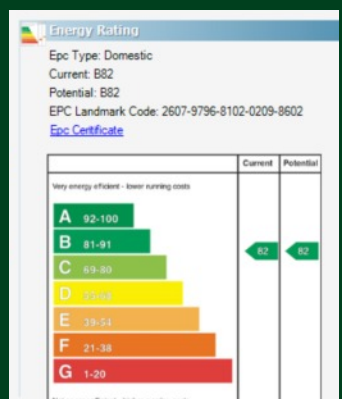 Energy Rating
Epc Type: Domestic
Current: B82
Potential: B82
EPC Landmark Code: 2607-9796-8102-0209-8602
Epc Certificate
Current Potential
Very energy efficient - lower running costs
A 92-100
B 81-91
82 82
C 69-80
D
E 39-54
F 21-38
G 1-20